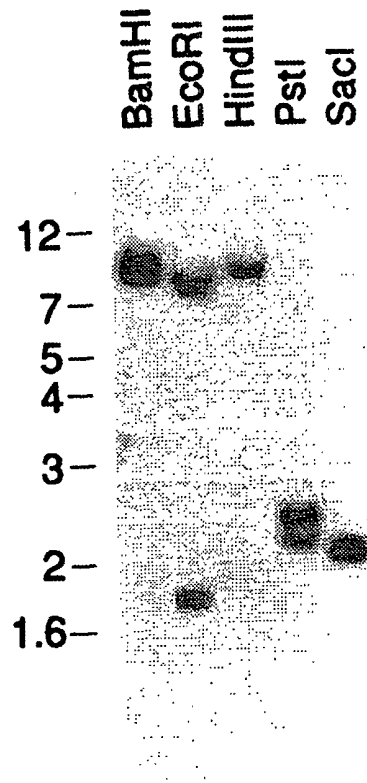 BamHI
EcoRI
HindIII
PstI
SacI
12
7
5
4
3
2
1.6